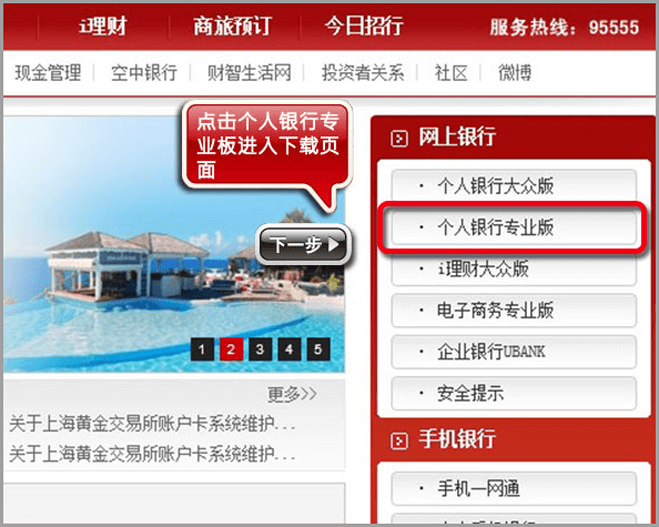 i理财 商旅预订 今日招行 服务热线：95555
现金管理 空中银行 财智生活网 投资者关系 社区 微博
点击个人银行专
业板进入下载页
面
下一步
1 2 3 4 5
更多>>
关于上海黄金交易所账户卡系统维护...
关于上海黄金交易所账户卡系统维护...
网上银行
· 个人银行大众版
· 个人银行专业版
· i理财大众版
· 电子商务专业版
· 企业银行UBANK
· 安全提示
手机银行
· 手机一网通